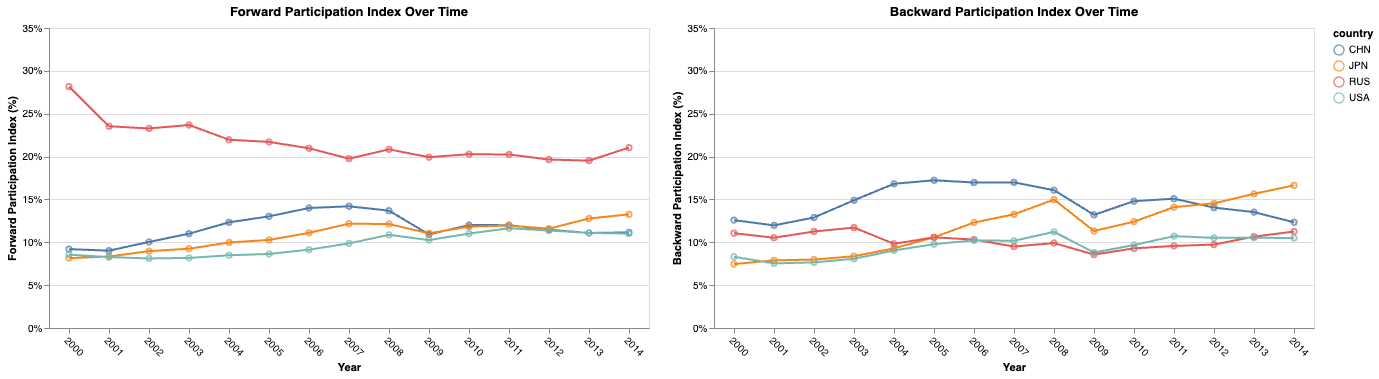 Forward Participation Index Over Time
Forward Participation Index (%)
35%
30%
25%
20%
15%
10%
5%
0%
2000 2001 2002 2003 2004 2005 2006 2007 2008 2009 2010 2011 2012 2013 2014
Year
Backward Participation Index Over Time
Backward Participation Index (%)
35%
30%
25%
20%
15%
10%
5%
0%
2000 2001 2002 2003 2004 2005 2006 2007 2008 2009 2010 2011 2012 2013 2014
Year
country
CHN
JPN
RUS
USA